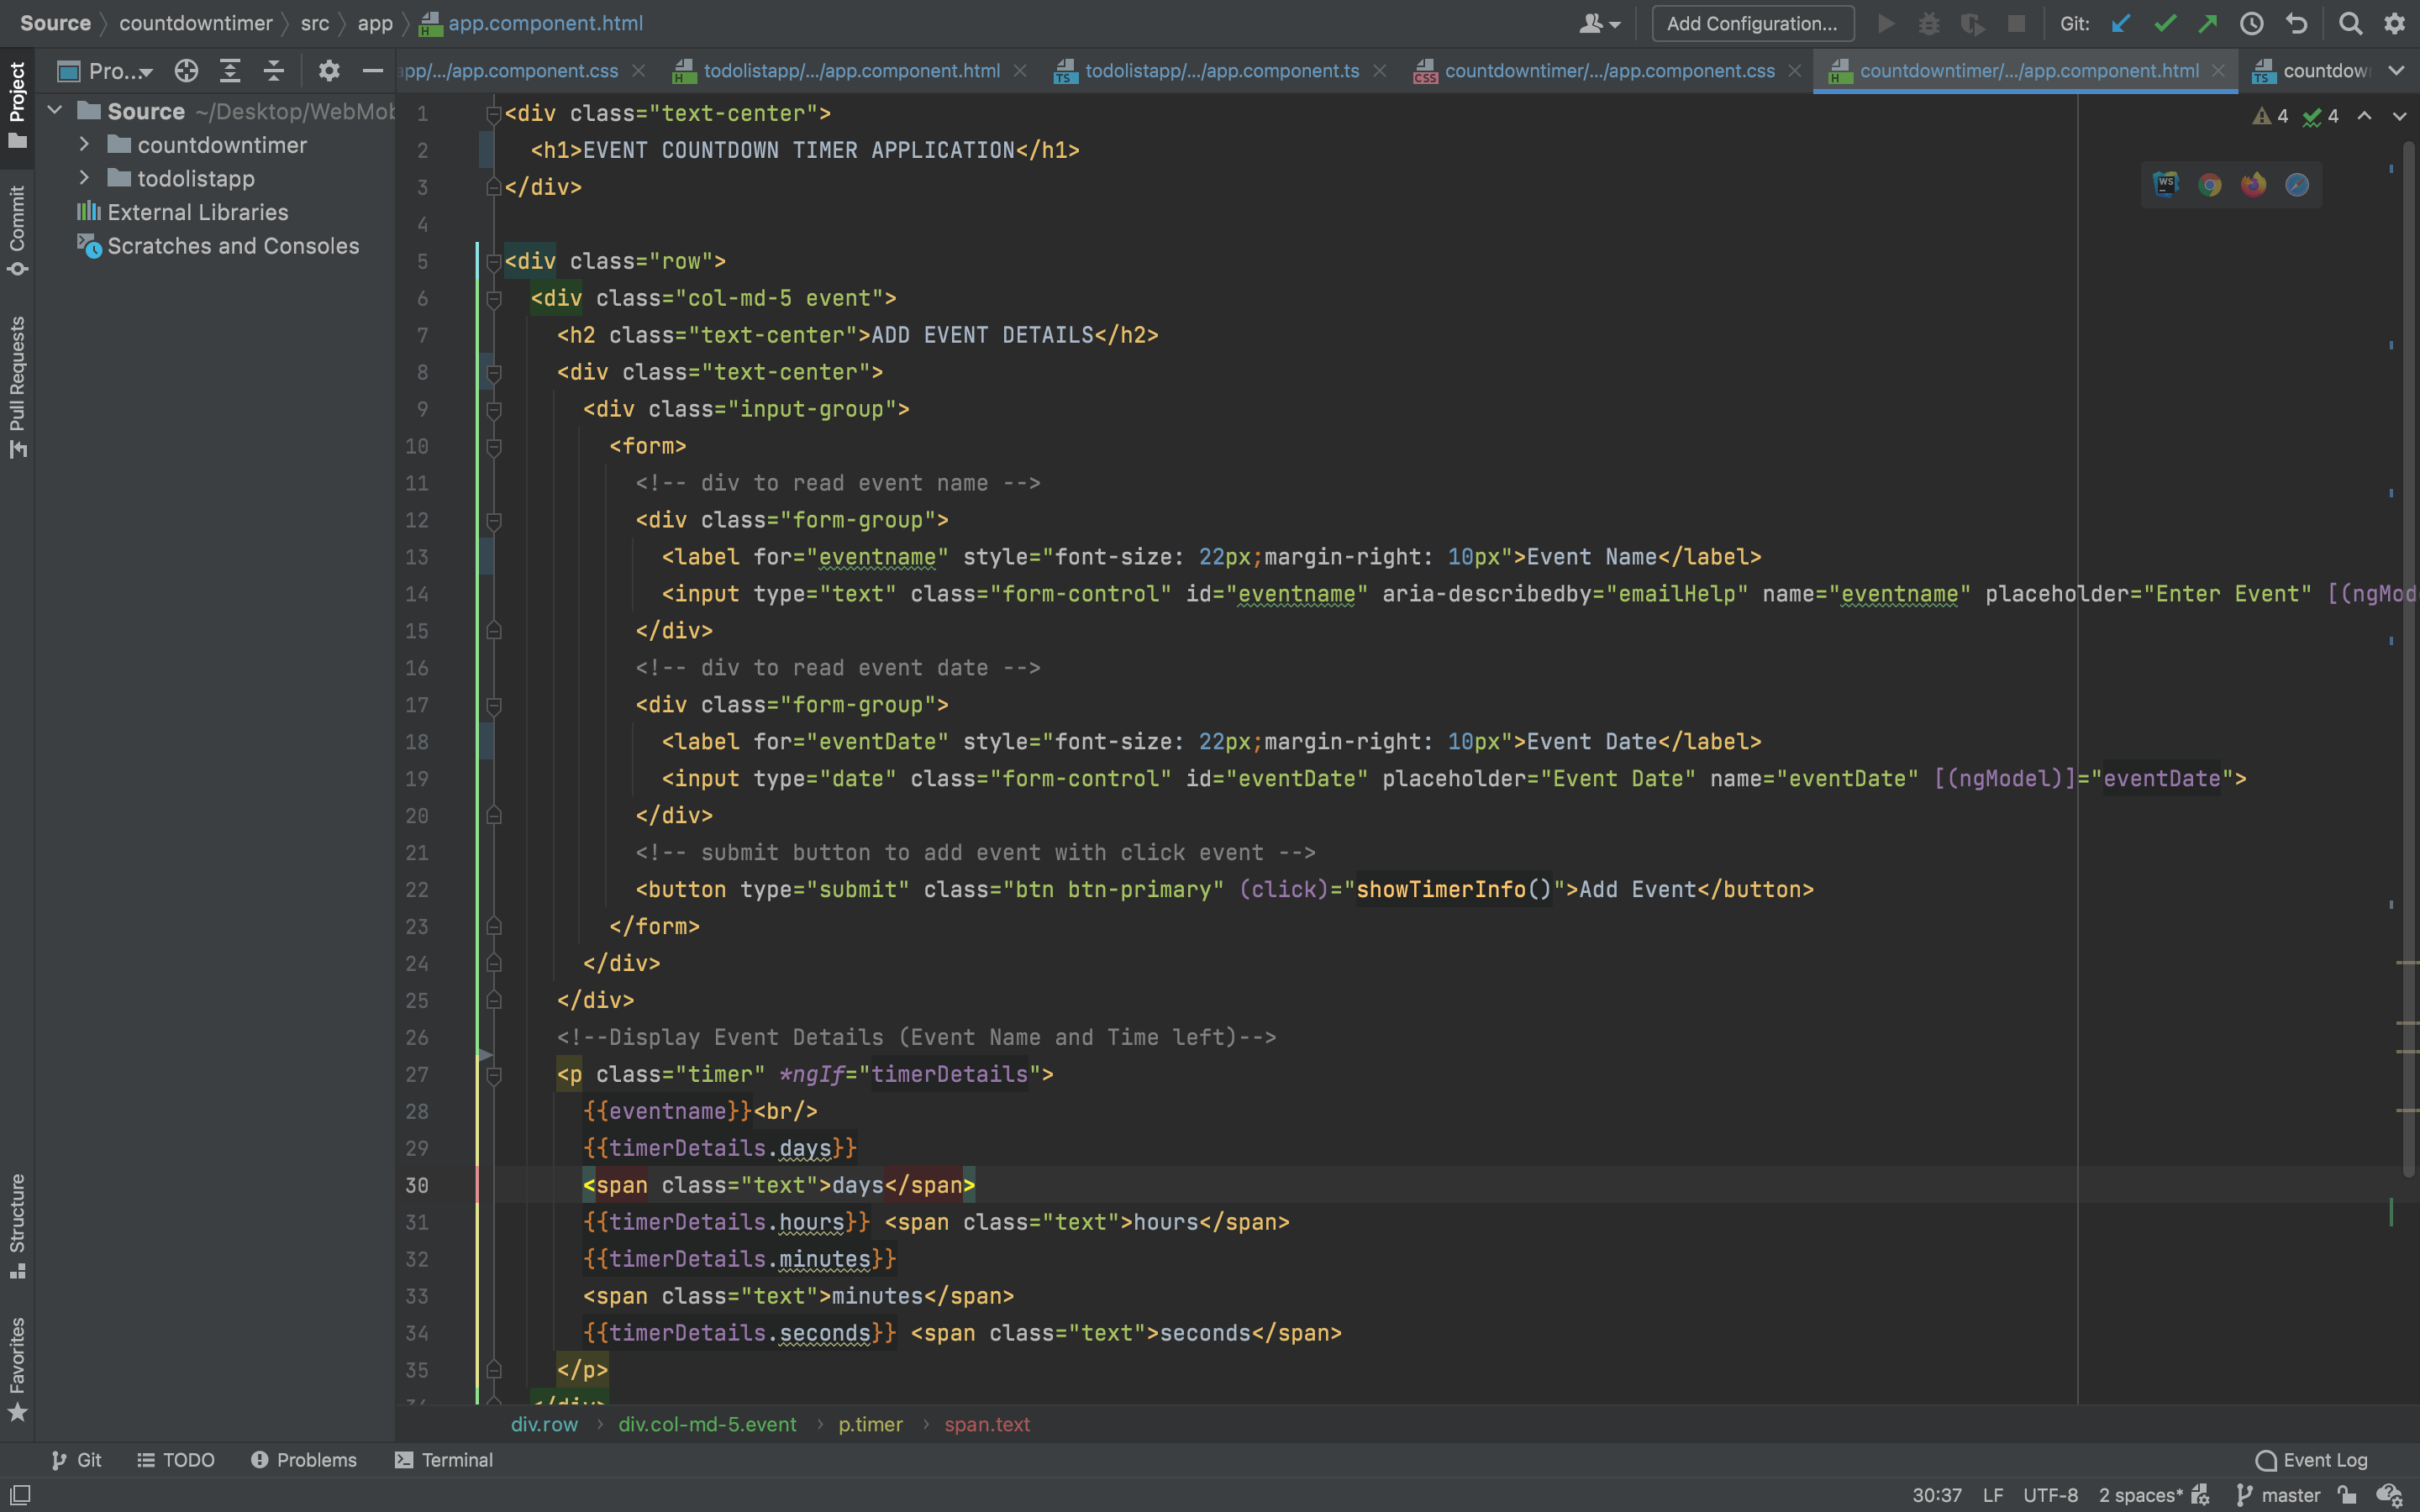 Source countdowntimer src app app.component.html Add Configuration... Git:
Project Pro... app/.../app.component.css todolistapp/.../app.component.html todolistapp/.../app.component.ts countdowntimer/.../app.component.css countdowntimer/.../app.component.html
Source ~/Desktop/WebMob
countdowntimer
todolistapp
External Libraries
Scratches and Consoles
Commit
Pull Requests
Structure
Favorites
4 4
1 <div class="text-center">
2 <h1>EVENT COUNTDOWN TIMER APPLICATION</h1>
3 </div>
4
5 <div class="row">
6 <div class="col-md-5 event">
7 <h2 class="text-center">ADD EVENT DETAILS</h2>
8 <div class="text-center">
9 <div class="input-group">
10 <form>
11 <!-- div to read event name -->
12 <div class="form-group">
13 <label for="eventname" style="font-size: 22px;margin-right: 10px">Event Name</label>
14 <input type="text" class="form-control" id="eventname" aria-describedby="emailHelp" name="eventname" placeholder="Enter Event" [(ngMod
15 </div>
16 <!-- div to read event date -->
17 <div class="form-group">
18 <label for="eventDate" style="font-size: 22px;margin-right: 10px">Event Date</label>
19 <input type="date" class="form-control" id="eventDate" placeholder="Event Date" name="eventDate" [(ngModel)]="eventDate">
20 </div>
21 <!-- submit button to add event with click event -->
22 <button type="submit" class="btn btn-primary" (click)="showTimerInfo()">Add Event</button>
23 </form>
24 </div>
25 </div>
26 <!--Display Event Details (Event Name and Time left)-->
27 <p class="timer" *ngIf="timerDetails">
28 {{eventname}}<br/>
29 {{timerDetails.days}}
30 <span class="text">days</span>
31 {{timerDetails.hours}} <span class="text">hours</span>
32 {{timerDetails.minutes}}
33 <span class="text">minutes</span>
34 {{timerDetails.seconds}} <span class="text">seconds</span>
35 </p>
div.row div.col-md-5.event p.timer span.text
Git TODO Problems Terminal Event Log
30:37 LF UTF-8 2 spaces* master